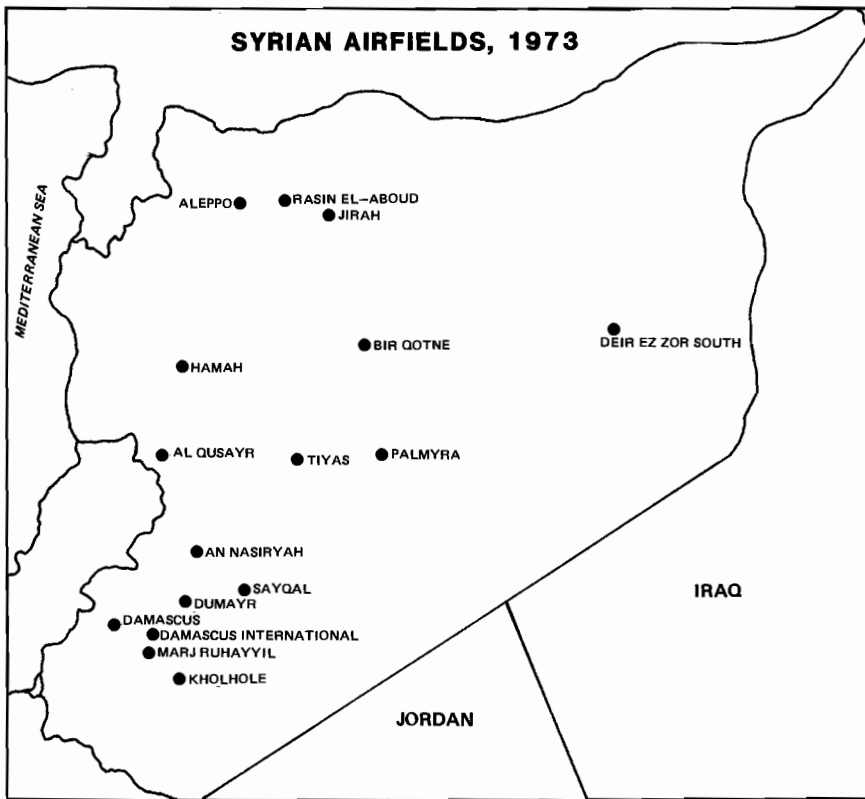 SYRIAN AIRFIELDS, 1973
MEDITERRANEAN SEA
ALEPPO
RASIN EL-ABOUD
JIRAH
BIR QOTNE
DEIR EZ ZOR SOUTH
HAMAH
AL QUSAYR
TIYAS
PALMYRA
AN NASIRYAH
SAYQAL
DUMAYR
DAMASCUS
DAMASCUS INTERNATIONAL
MARJ RUHAYYIL
KHOLHOLE
IRAQ
JORDAN